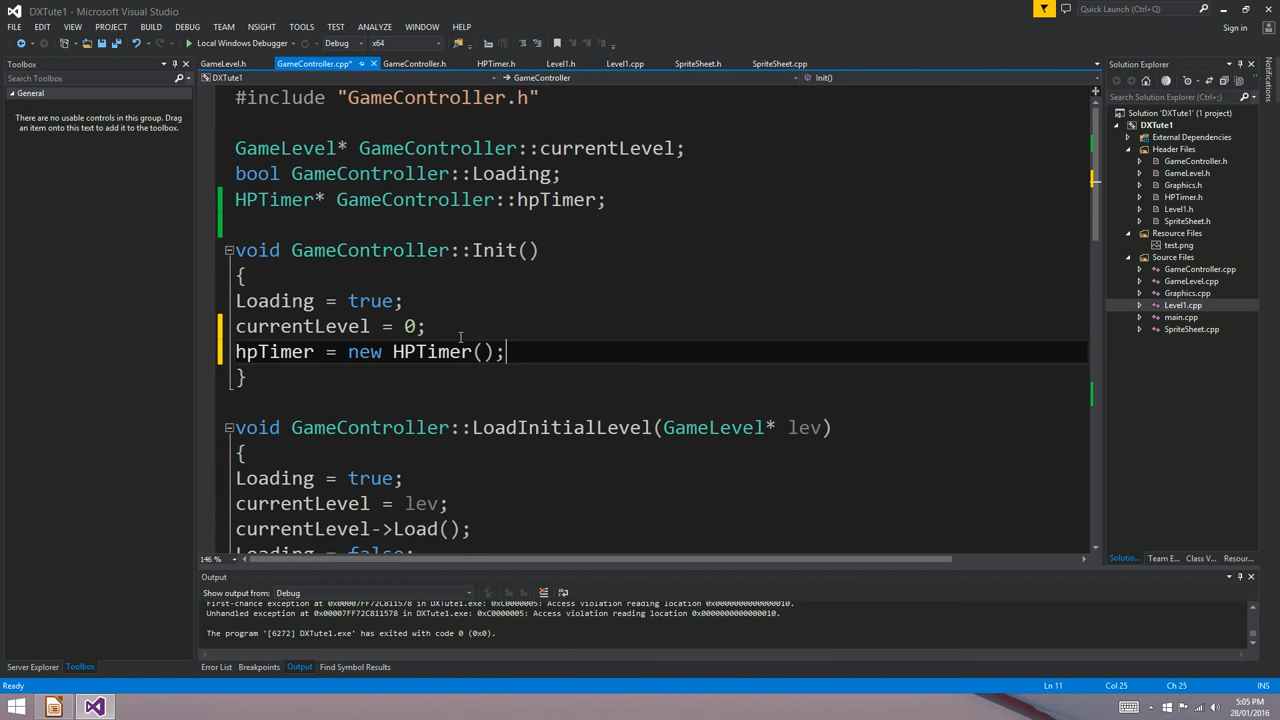 DXTute1 - Microsoft Visual Studio
Quick Launch (Ctrl+Q)
FILE EDIT VIEW PROJECT BUILD DEBUG TEAM NSIGHT TOOLS TEST ANALYZE WINDOW HELP
Sign in
Local Windows Debugger Debug x64
Toolbox
Search Toolbox
General
There are no usable controls in this group. Drag
an item onto this text to add it to the toolbox.
GameLevel.h GameController.cpp* GameController.h HPTimer.h Level1.h Level1.cpp SpriteSheet.h SpriteSheet.cpp
DXTute1 GameController Init()
#include "GameController.h"
GameLevel* GameController::currentLevel;
bool GameController::Loading;
HPTimer* GameController::hpTimer;
void GameController::Init()
{
Loading = true;
currentLevel = 0;
hpTimer = new HPTimer();
}
void GameController::LoadInitialLevel(GameLevel* lev)
{
Loading = true;
currentLevel = lev;
currentLevel->Load();
Loading = false;
146 %
Solution Explorer
Search Solution Explorer (Ctrl+;)
Solution 'DXTute1' (1 project)
DXTute1
External Dependencies
Header Files
GameController.h
GameLevel.h
Graphics.h
HPTimer.h
Level1.h
SpriteSheet.h
Resource Files
test.png
Source Files
GameController.cpp
GameLevel.cpp
Graphics.cpp
Level1.cpp
main.cpp
SpriteSheet.cpp
Solutio... Team E... Class V... Resour...
Notifications
Output
Show output from: Debug
First-chance exception at 0x00007FF72C811578 in DXTute1.exe: 0xC0000005: Access violation reading location 0x0000000000000010.
Unhandled exception at 0x00007FF72C811578 in DXTute1.exe: 0xC0000005: Access violation reading location 0x0000000000000010.
The program '[6272] DXTute1.exe' has exited with code 0 (0x0).
Server Explorer Toolbox
Error List Breakpoints Output Find Symbol Results
Ready Ln 11 Col 25 Ch 25 INS
5:05 PM
28/01/2016